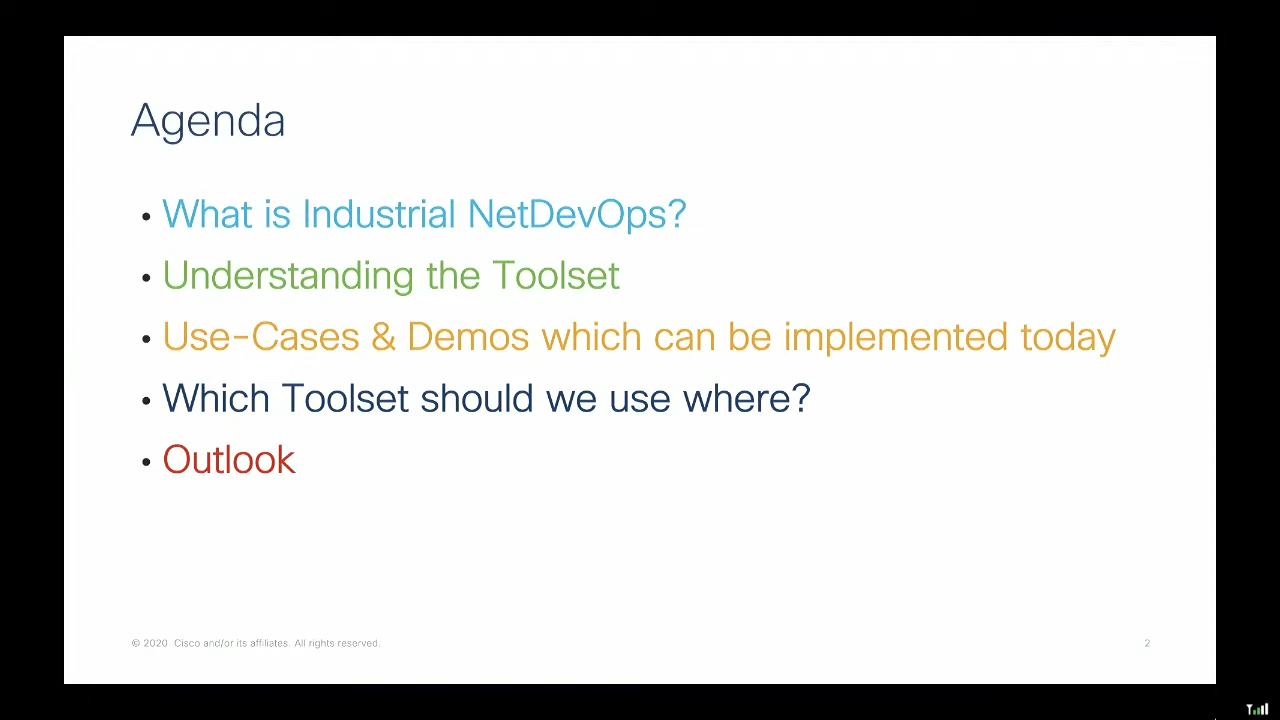 Agenda
• What is Industrial NetDevOps?
• Understanding the Toolset
• Use-Cases & Demos which can be implemented today
• Which Toolset should we use where?
• Outlook
© 2020 Cisco and/or its affiliates. All rights reserved.
2